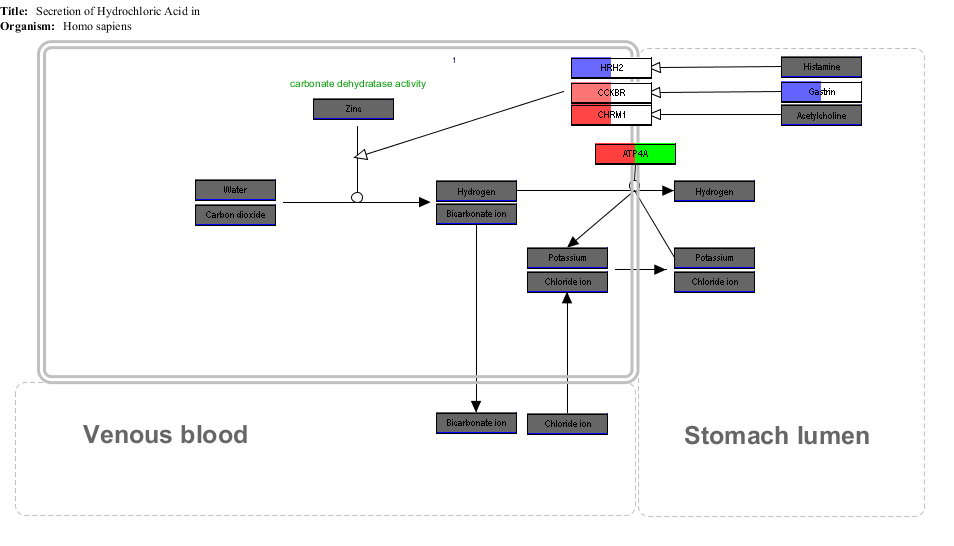 Title: Secretion of Hydrochloric Acid in
Organism: Homo sapiens
1
carbonate dehydratase activity
Zinc
HRH2
CCKBR
CHRM1
Histamine
Gastrin
Acetylcholine
ATP4A
Water
Carbon dioxide
Hydrogen
Bicarbonate ion
Hydrogen
Potassium
Chloride ion
Potassium
Chloride ion
Bicarbonate ion
Chloride ion
Venous blood
Stomach lumen